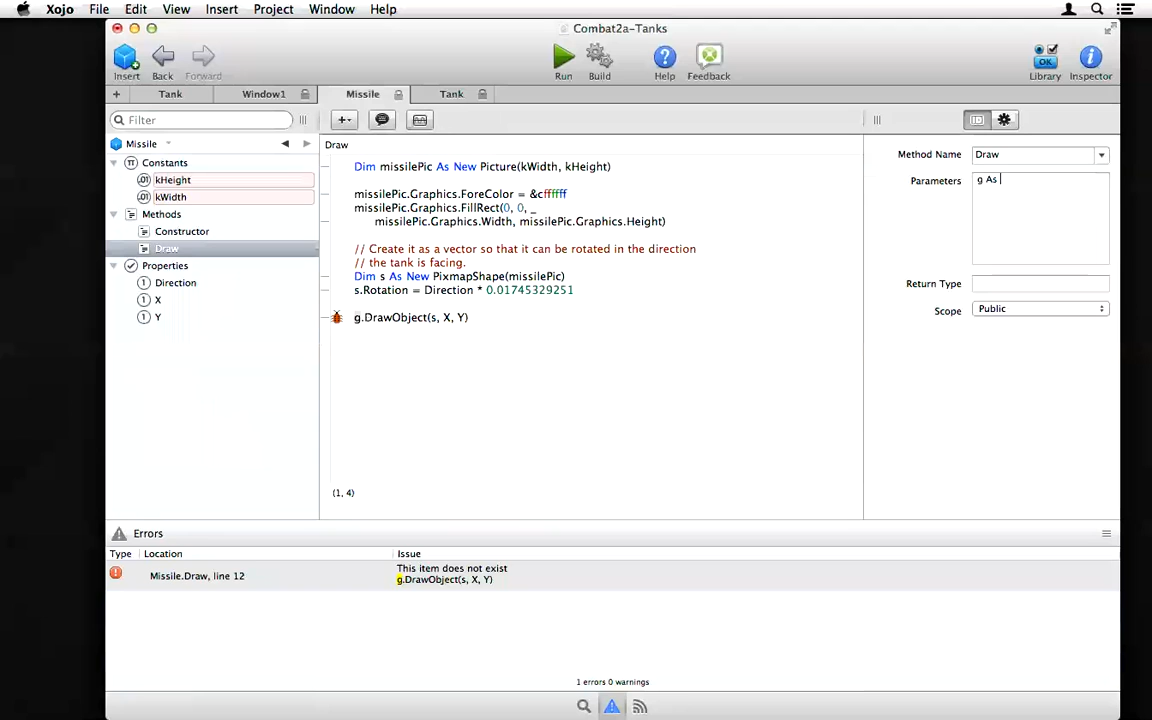 Xojo File Edit View Insert Project Window Help
Combat2a-Tanks
Insert Back Forward Run Build Help Feedback OK Library Inspector
+ Tank Window1 Missile Tank
Filter
Missile
Constants
kHeight
kWidth
Methods
Constructor
Draw
Properties
Direction
X
Y
Draw
Dim missilePic As New Picture(kWidth, kHeight)
missilePic.Graphics.ForeColor = &cffffff
missilePic.Graphics.FillRect(0, 0, _
missilePic.Graphics.Width, missilePic.Graphics.Height)
// Create it as a vector so that it can be rotated in the direction
// the tank is facing.
Dim s As New PixmapShape(missilePic)
s.Rotation = Direction * 0.01745329251
g.DrawObject(s, X, Y)
(1, 4)
Method Name Draw
Parameters g As
Return Type
Scope Public
Errors
Type Location Issue
Missile.Draw, line 12
This item does not exist
g.DrawObject(s, X, Y)
1 errors 0 warnings